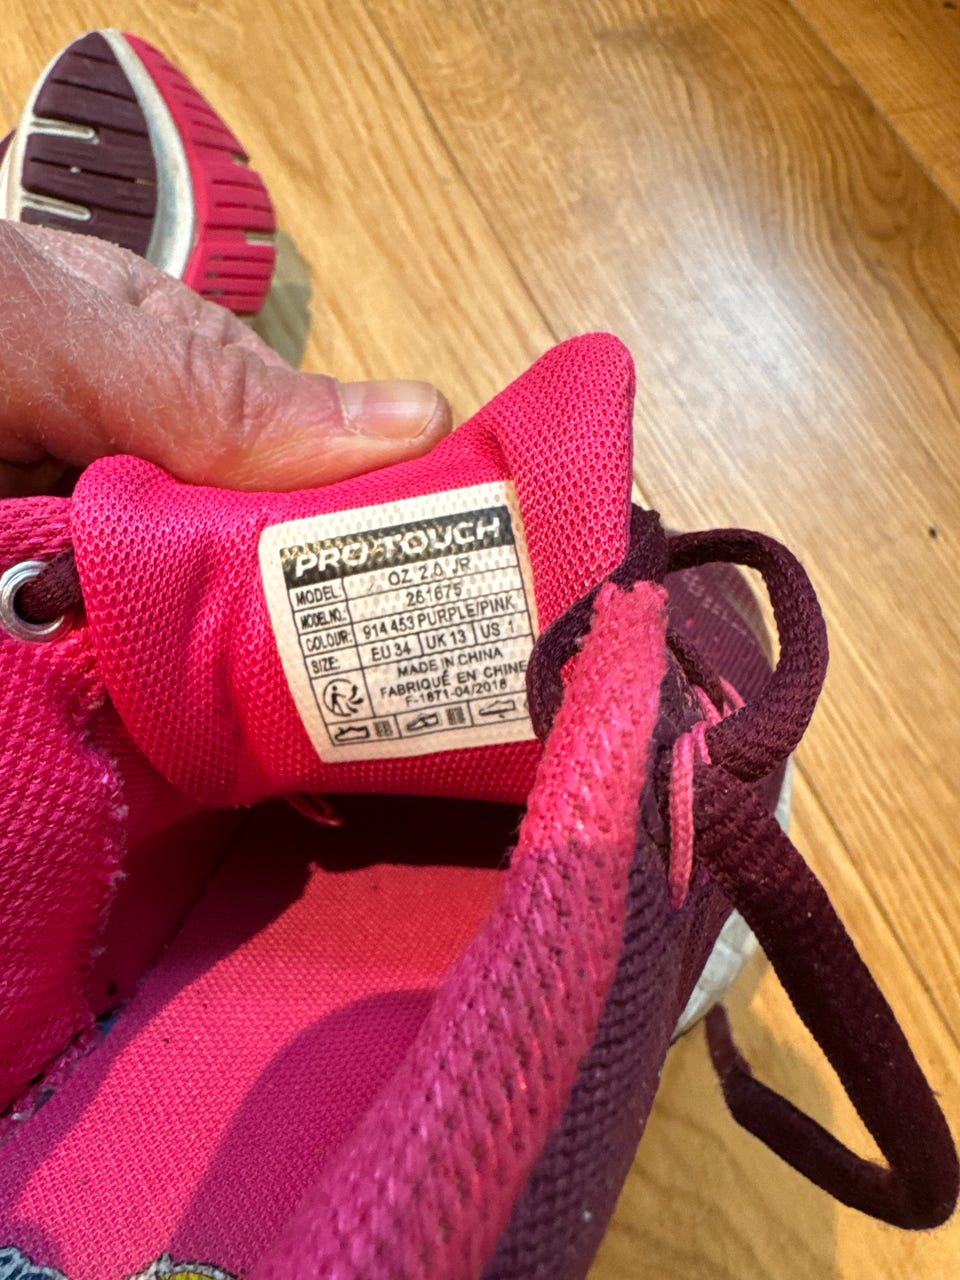 PRO TOUCH
MODEL: OZ 2.0 JR
MODEL NO.: 261675
COLOUR: 914 453 PURPLE/PINK
SIZE: EU 34 UK 13 US 1
MADE IN CHINA
FABRIQUÉ EN CHINE
F-1871-04/2018